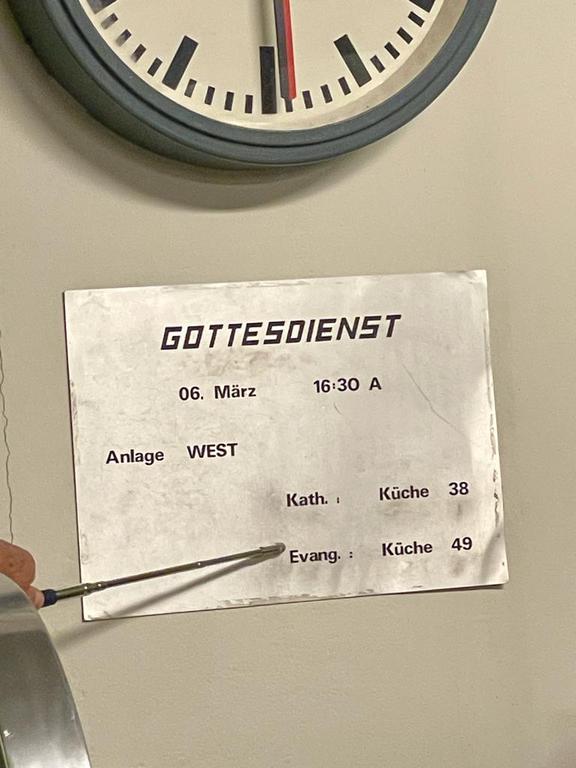 GOTTESDIENST
06. März 16:30 A
Anlage WEST
Kath. : Küche 38
Evang. : Küche 49